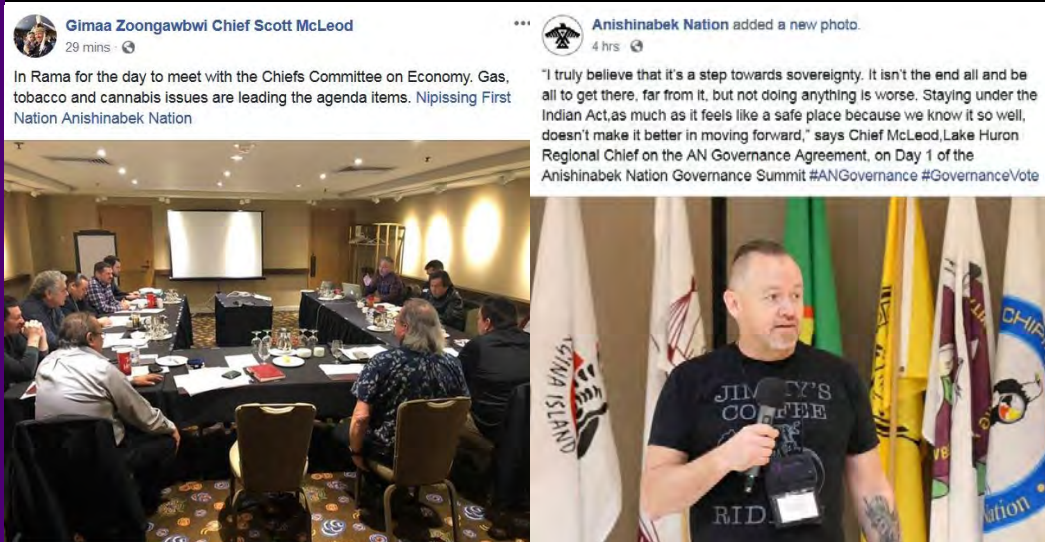 Gimaa Zoongawbwi Chief Scott McLeod
29 mins
In Rama for the day to meet with the Chiefs Committee on Economy. Gas,
tobacco and cannabis issues are leading the agenda items. Nipissing First
Nation Anishinabek Nation
Anishinabek Nation added a new photo.
4 hrs
"I truly believe that it's a step towards sovereignty. It isn't the end all and be
all to get there, far from it, but not doing anything is worse. Staying under the
Indian Act,as much as it feels like a safe place because we know it so well,
doesn't make it better in moving forward," says Chief McLeod,Lake Huron
Regional Chief on the AN Governance Agreement, on Day 1 of the
Anishinabek Nation Governance Summit #ANGovernance #GovernanceVote
GINA ISLAND
COFFEE
RID
CHIP
ation